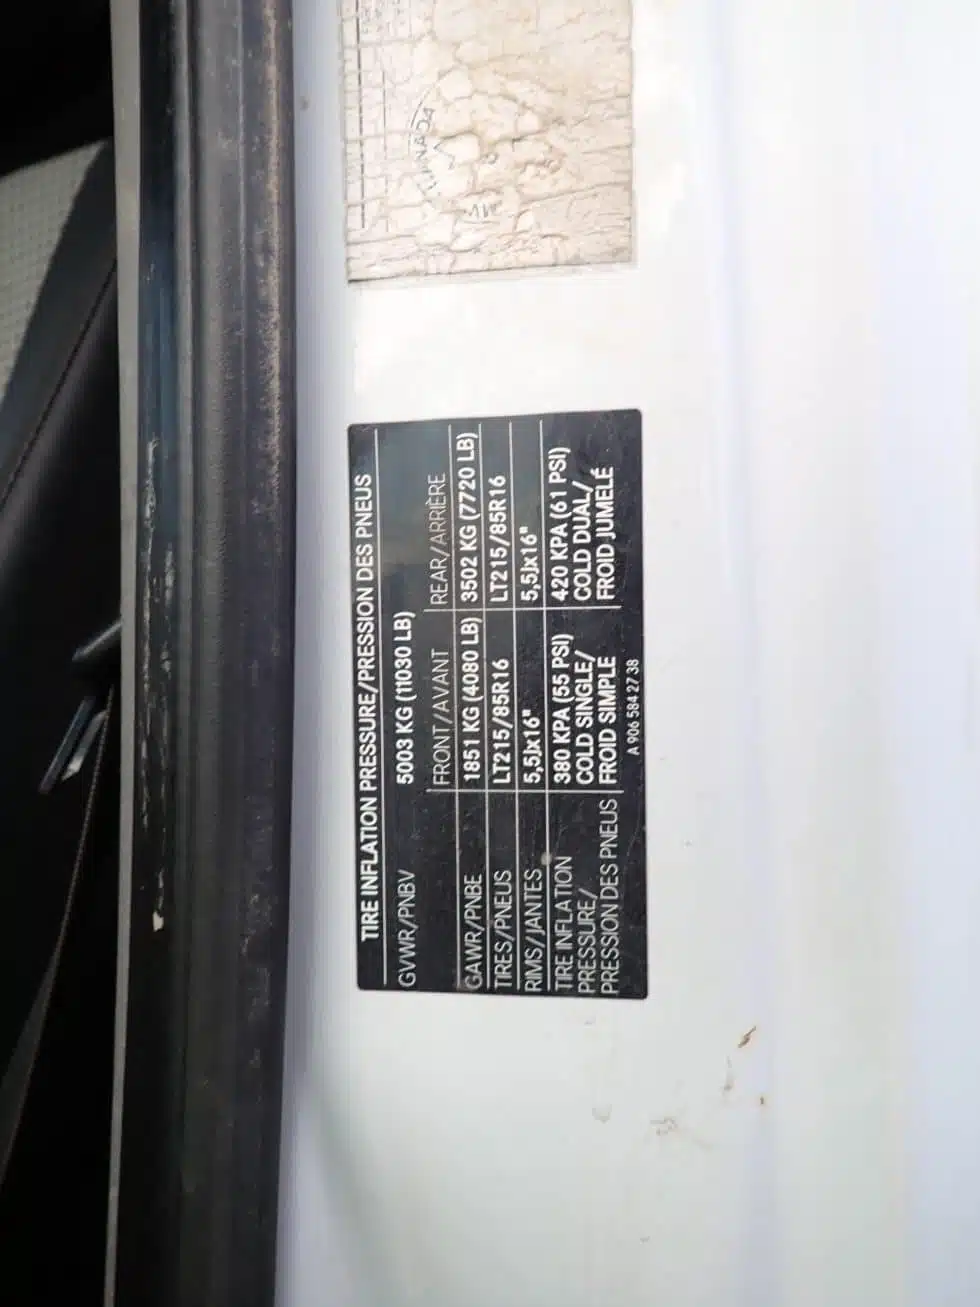 CANADA
MV
TIRE INFLATION PRESSURE/PRESSION DES PNEUS
GVWR/PNBV 5003 KG (11030 LB)
FRONT/AVANT REAR/ARRIÈRE
GAWR/PNBE 1851 KG (4080 LB) 3502 KG (7720 LB)
TIRES/PNEUS LT215/85R16 LT215/85R16
RIMS/JANTES 5,5Jx16" 5,5Jx16"
TIRE INFLATION 380 KPA (55 PSI) 420 KPA (61 PSI)
PRESSURE/ COLD SINGLE/ COLD DUAL/
PRESSION DES PNEUS FROID SIMPLE FROID JUMELÉ
A 906 584 27 38